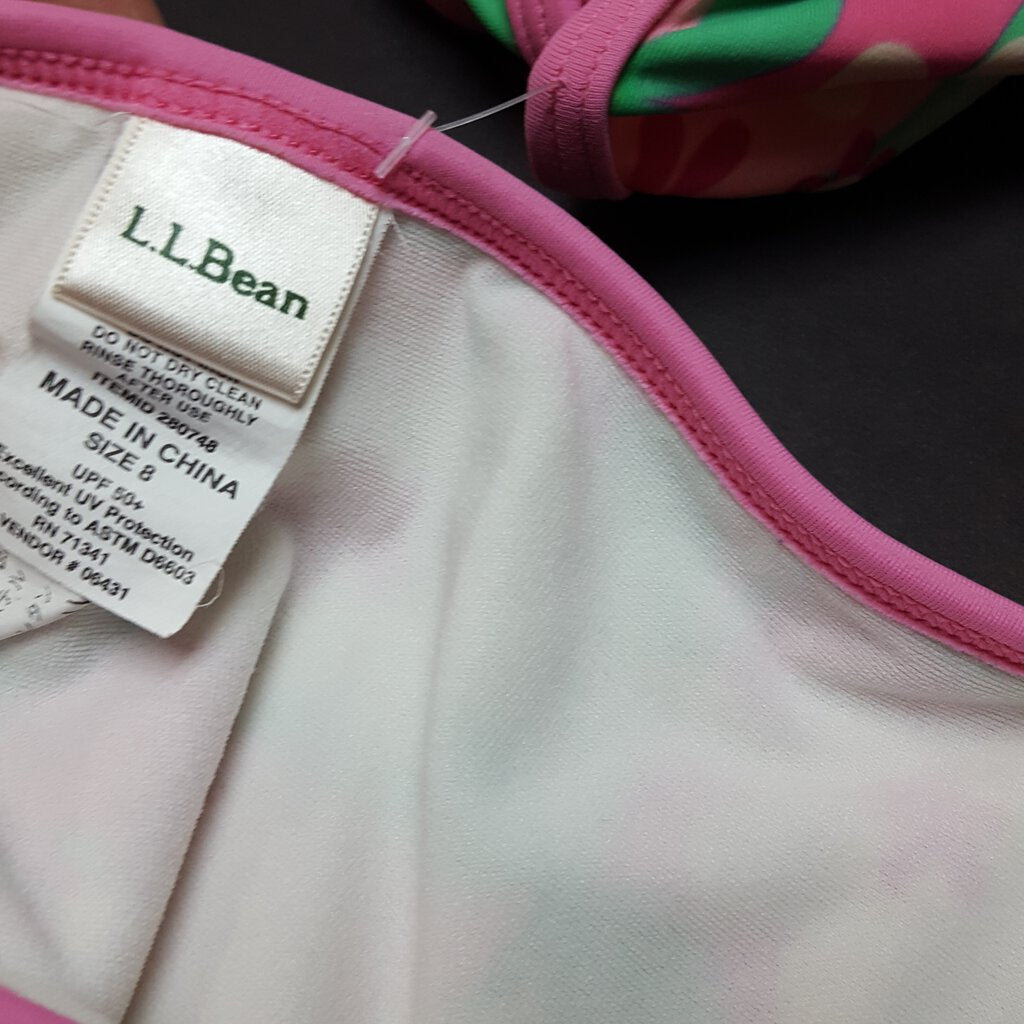 L.L.Bean
DO NOT DRY CLEAN
RINSE THOROUGHLY
AFTER USE
ITEMID 280748
MADE IN CHINA
SIZE 8
UPF 50+
Excellent UV Protection
cording to ASTM D6603
RN 71341
VENDOR # 06431